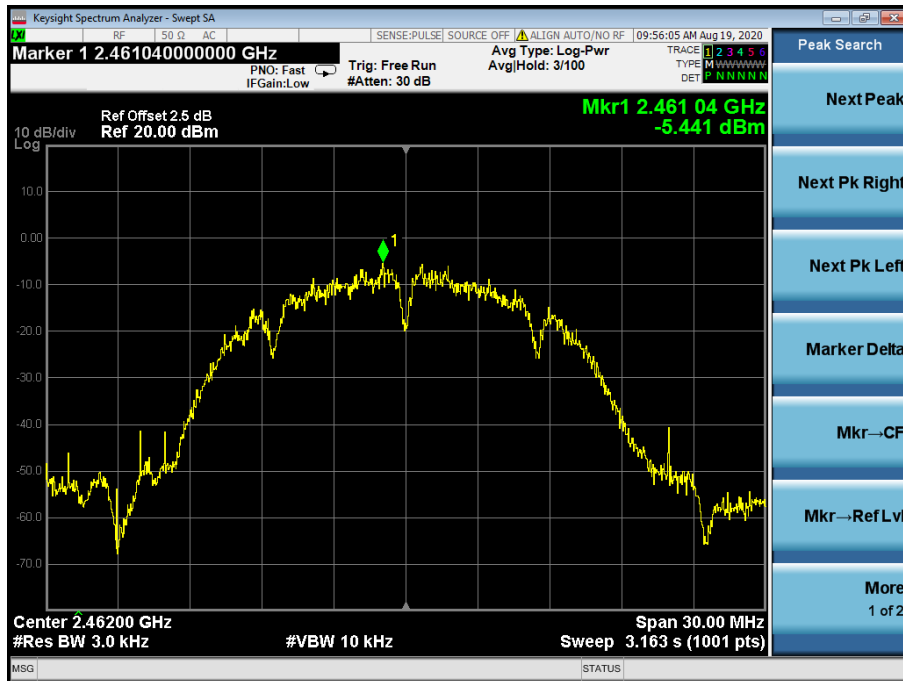 Keysight Spectrum Analyzer - Swept SA
LXI RF 50 Ω AC SENSE:PULSE SOURCE OFF ALIGN AUTO/NO RF 09:56:05 AM Aug 19, 2020
Marker 1 2.461040000000 GHz
PNO: Fast
IFGain:Low
Trig: Free Run
#Atten: 30 dB
Avg Type: Log-Pwr
Avg|Hold: 3/100
TRACE 1 2 3 4 5 6
TYPE M WWWWW
DET P N N N N N
Peak Search
Next Peak
Next Pk Right
Next Pk Left
Marker Delta
Mkr→CF
Mkr→Ref Lvl
More
1 of 2
Mkr1 2.461 04 GHz
-5.441 dBm
Ref Offset 2.5 dB
10 dB/div Ref 20.00 dBm
Log
10.0
0.00
-10.0
-20.0
-30.0
-40.0
-50.0
-60.0
-70.0
1
Center 2.46200 GHz
Span 30.00 MHz
#Res BW 3.0 kHz
#VBW 10 kHz
Sweep 3.163 s (1001 pts)
MSG
STATUS